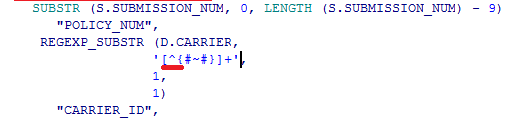 SUBSTR (S.SUBMISSION_NUM, 0, LENGTH (S.SUBMISSION_NUM) - 9)
"POLICY_NUM",
REGEXP_SUBSTR (D.CARRIER,
'[^{#~#}]+',
1,
1)
"CARRIER_ID",